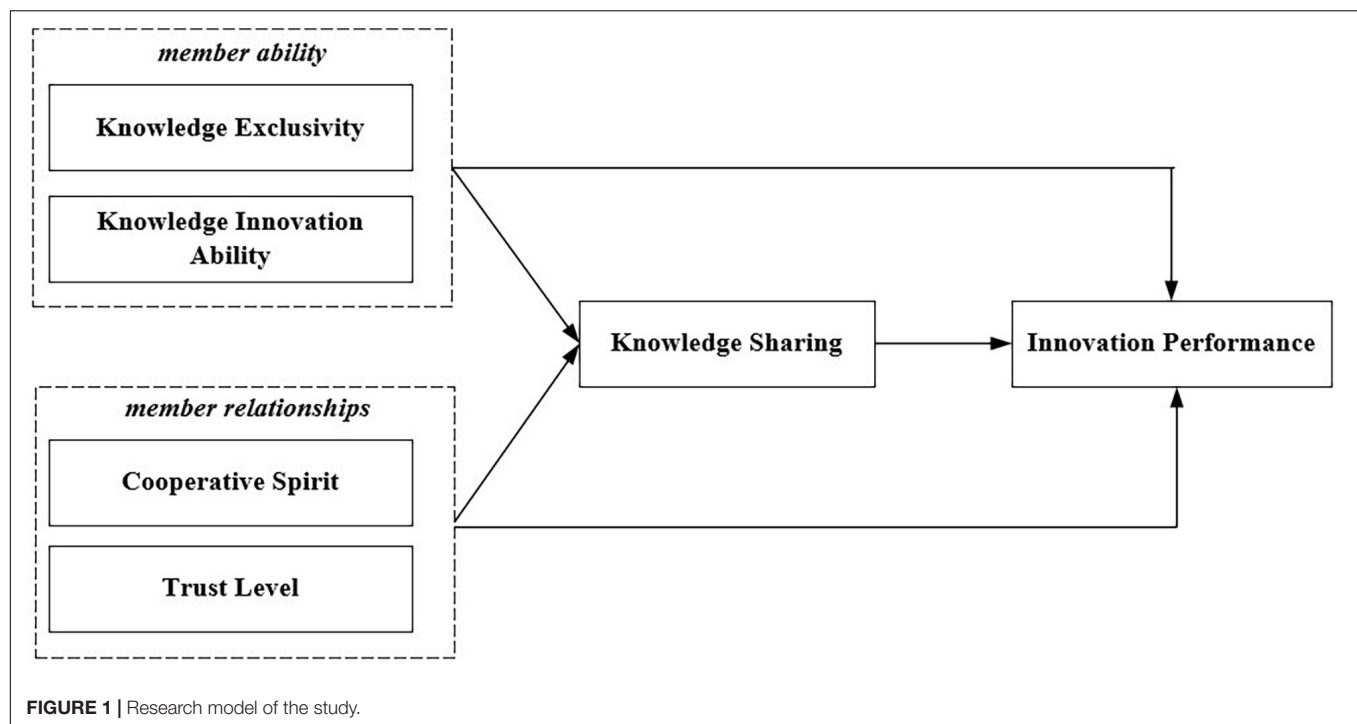 member ability
Knowledge Exclusivity
Knowledge Innovation
Ability
Knowledge Sharing
Innovation Performance
member relationships
Cooperative Spirit
Trust Level
FIGURE 1 | Research model of the study.